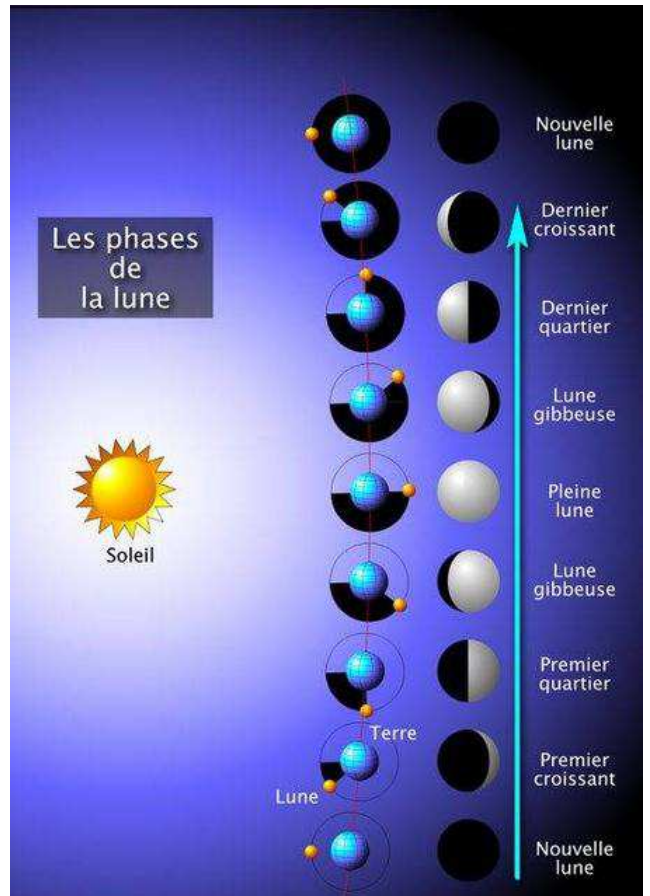 Nouvelle
lune
Dernier
croissant
Les phases
de
la lune
Dernier
quartier
Lune
gibbeuse
Pleine
lune
Soleil
Lune
gibbeuse
Premier
quartier
Terre
Premier
croissant
Lune
Nouvelle
lune